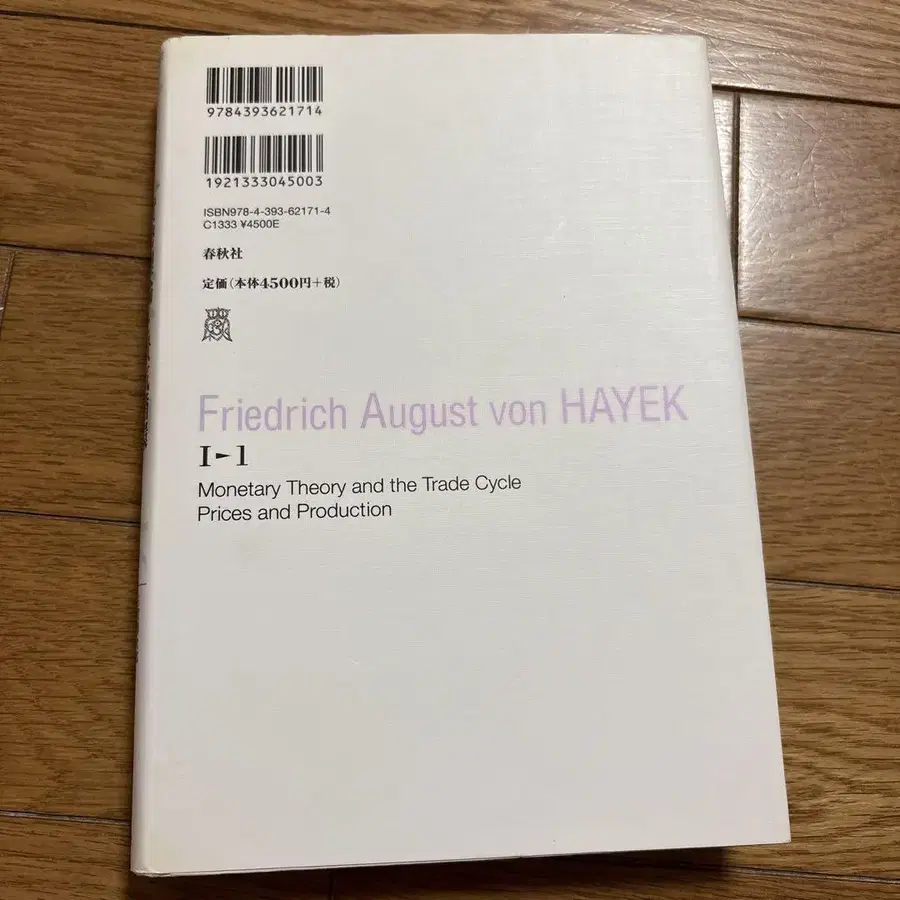 9784393621714
1921333045003
ISBN978-4-393-62171-4
C1333 ¥4500E
春秋社
定価(本体4500円+税)
Friedrich August von HAYEK
I-1
Monetary Theory and the Trade Cycle
Prices and Production